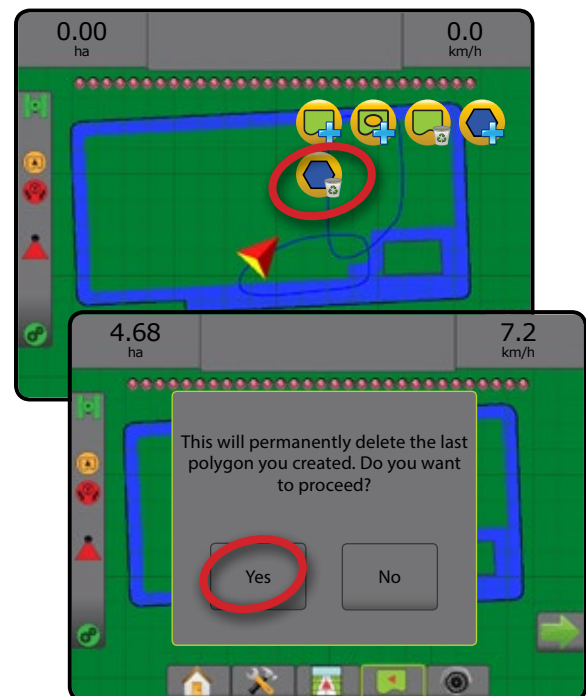 0.00
ha
0.0
km/h
4.68
ha
7.2
km/h
This will permanently delete the last
polygon you created. Do you want
to proceed?
Yes
No